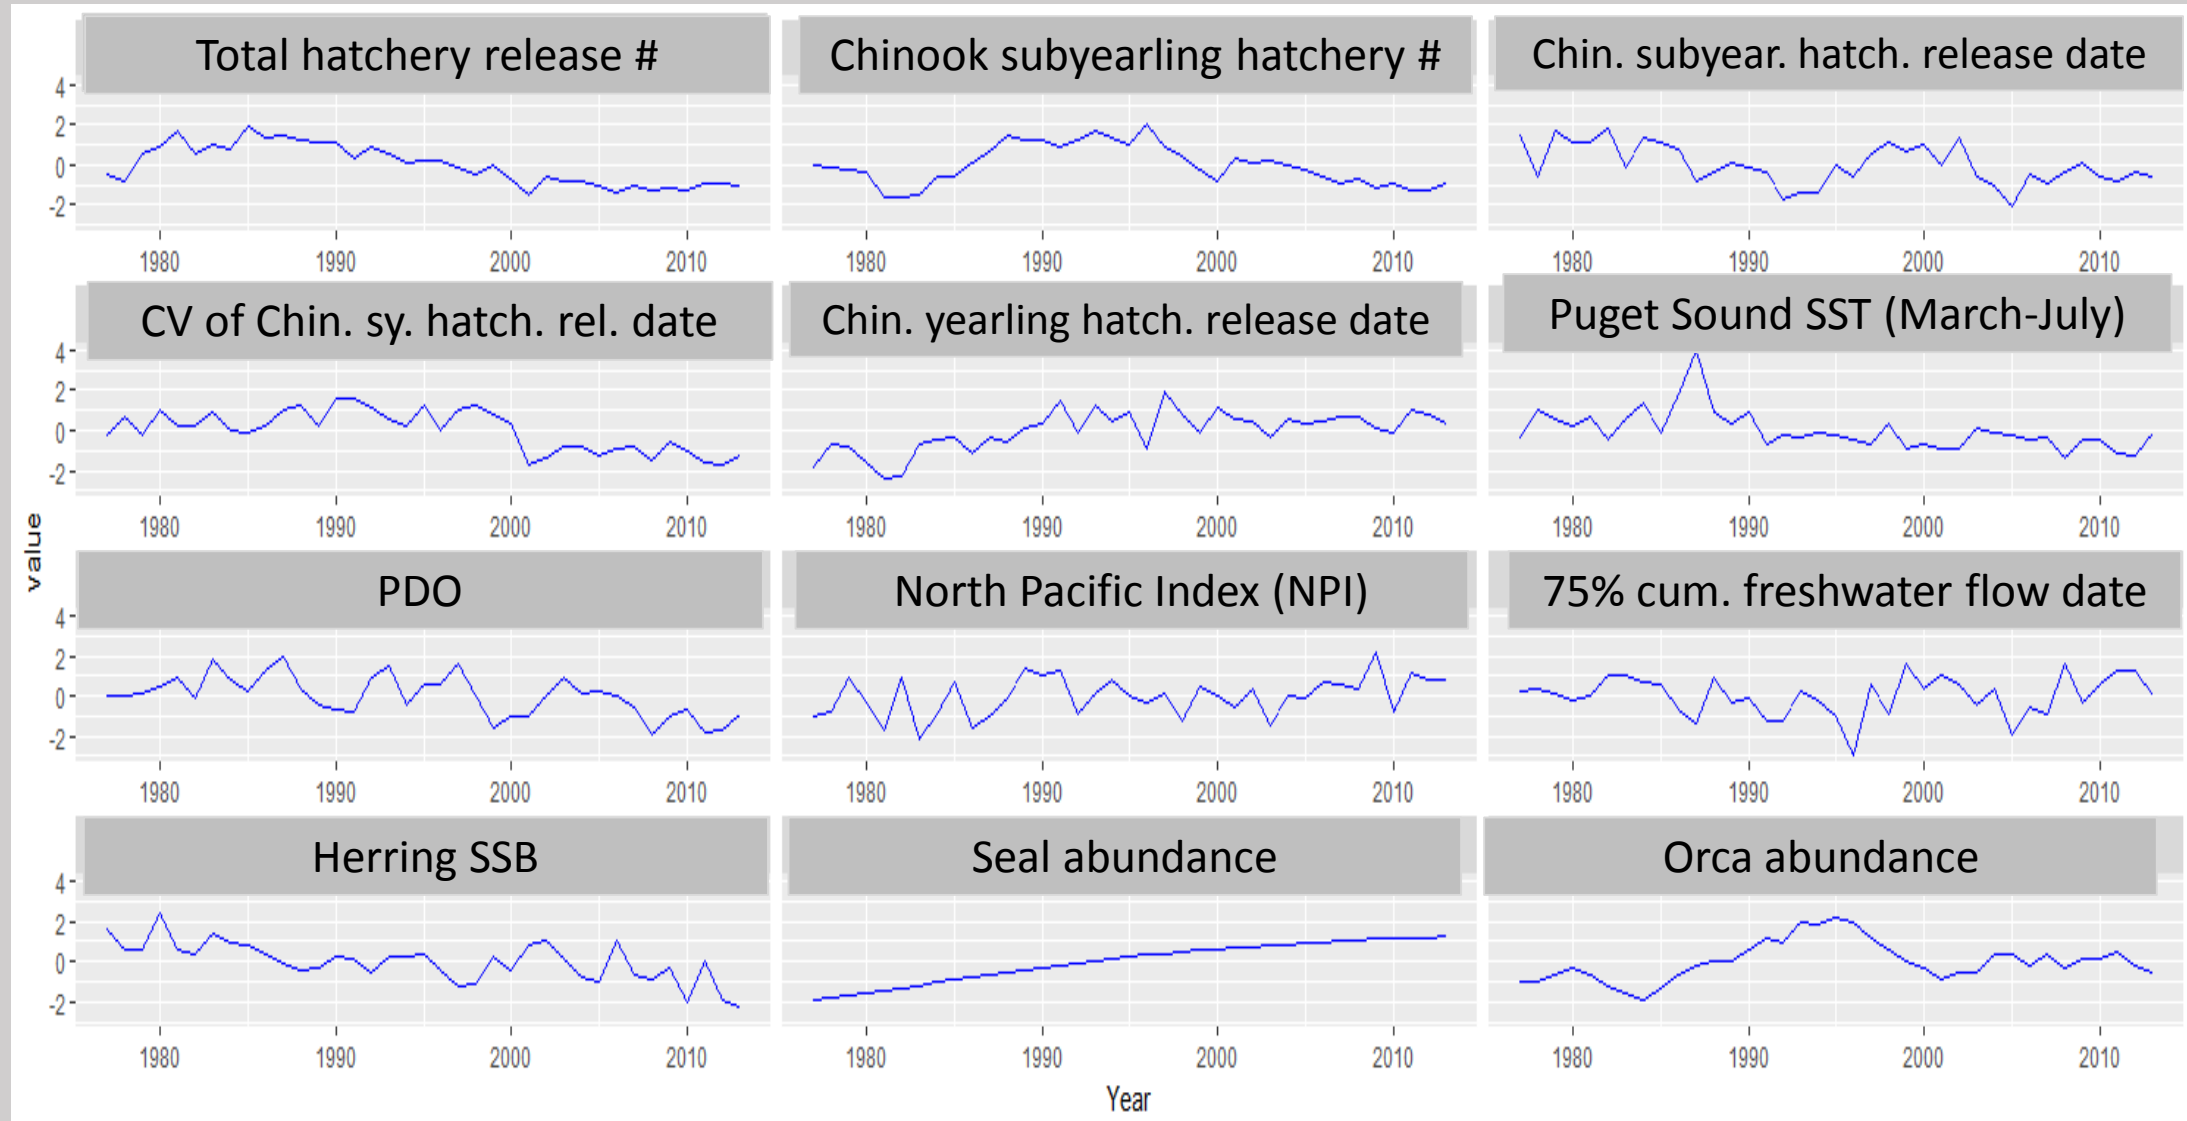 Total hatchery release #
Chinook subyearling hatchery #
Chin. subyear. hatch. release date
4
2
0
-2
1980 1990 2000 2010
1980 1990 2000 2010
1980 1990 2000 2010
CV of Chin. sy. hatch. rel. date
Chin. yearling hatch. release date
Puget Sound SST (March-July)
4
2
0
-2
1980 1990 2000 2010
1980 1990 2000 2010
1980 1990 2000 2010
value
PDO
North Pacific Index (NPI)
75% cum. freshwater flow date
4
2
0
-2
1980 1990 2000 2010
1980 1990 2000 2010
1980 1990 2000 2010
Herring SSB
Seal abundance
Orca abundance
4
2
0
-2
1980 1990 2000 2010
1980 1990 2000 2010
1980 1990 2000 2010
Year